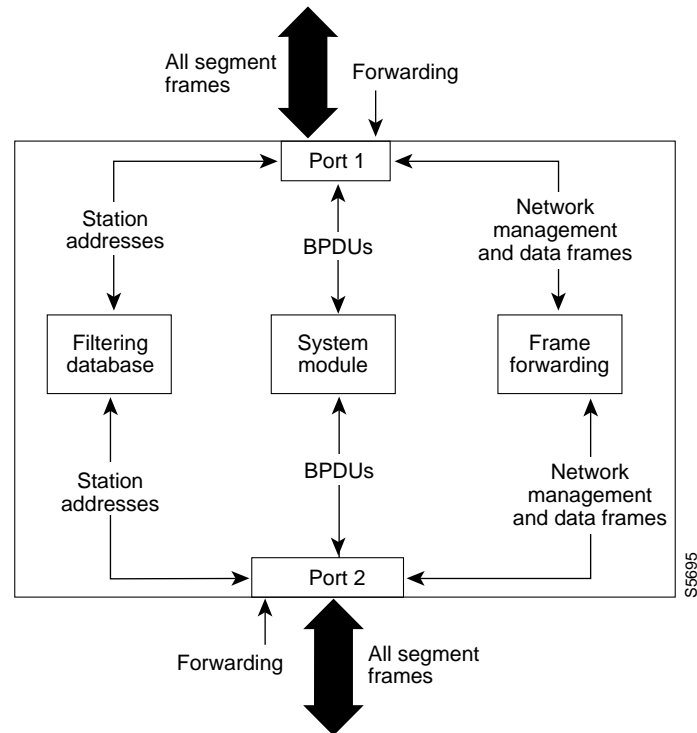 All segment
frames
Forwarding
Port 1
Station
addresses
BPDUs
Network
management
and data frames
Filtering
database
System
module
Frame
forwarding
Station
addresses
BPDUs
Network
management
and data frames
Port 2
S5695
Forwarding
All segment
frames